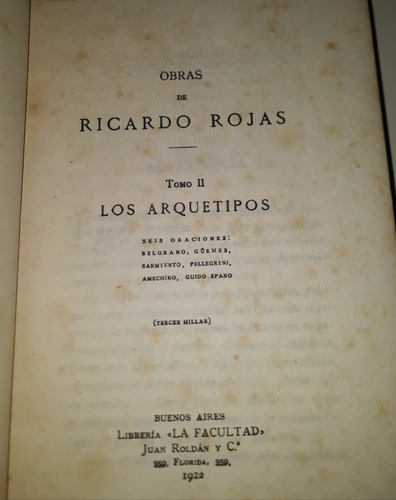 OBRAS
DE
RICARDO ROJAS
TOMO II
LOS ARQUETIPOS
SEIS ORACIONES:
BELGRANO, GÜEMES,
SARMIENTO, PELLEGRINI,
AMECHINO, GUIDO SPANO
(TERCER MILLAR)
BUENOS AIRES
LIBRERÍA «LA FACULTAD»
JUAN ROLDÁN Y C.ª
359, FLORIDA, 359.
1922